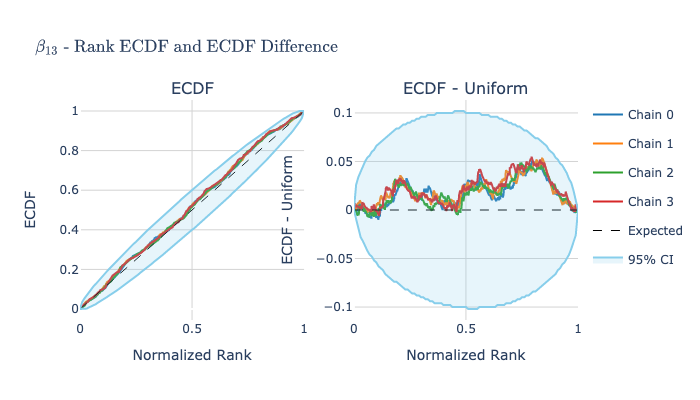 β₁₃ - Rank ECDF and ECDF Difference
ECDF
ECDF - Uniform
1
0.8
0.6
0.4
0.2
0
ECDF
0
0.5
1
Normalized Rank
0.1
0.05
0
−0.05
−0.1
ECDF - Uniform
0
0.5
1
Normalized Rank
Chain 0
Chain 1
Chain 2
Chain 3
Expected
95% CI